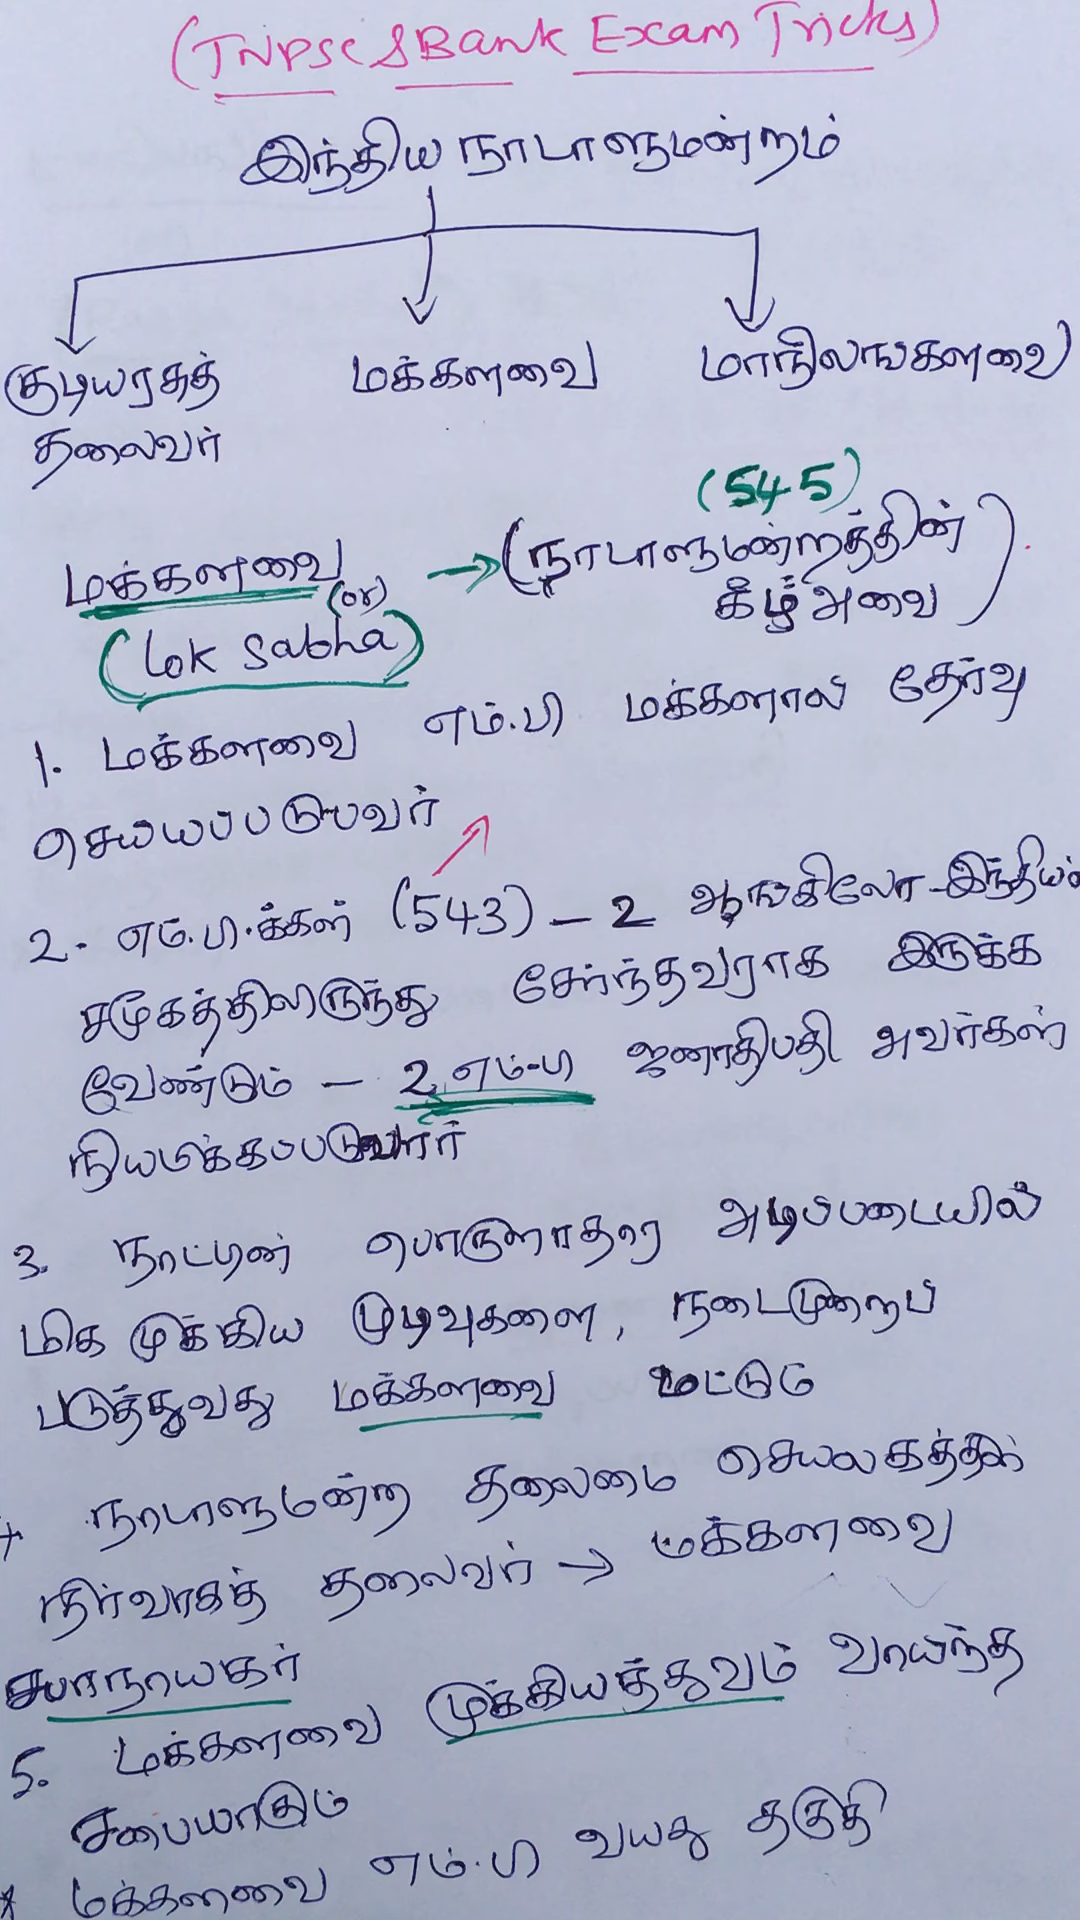 (TNPSC & Bank Exam Tricks)
இந்திய நாடாளுமன்றம்
குடியரசுத் தலைவர்
மக்களவை
மாநிலங்களவை
(545)
மக்களவை (or) → (நாடாளுமன்றத்தின் கீழ் அவை)
(Lok Sabha)
1. மக்களவை எம்.பி மக்களால் தேர்வு
செய்யப்படுபவர்
2. எம்.பி.க்கள் (543) – 2 ஆங்கிலோ-இந்தியம்
சமூகத்திலிருந்து சேர்ந்தவராக இருக்க
வேண்டும் – 2 எம்.பி ஜனாதிபதி அவர்கள்
நியமிக்கப்படுவார்
3. நாட்டின் பொருளாதார அடிப்படையில்
மிக முக்கிய முடிவுகளை, நடைமுறைப்
படுத்துவது மக்களவை மட்டும்
நாடாளுமன்ற தலைமை செயலகத்தின்
நிர்வாகத் தலைவர் → மக்களவை
சபாநாயகர்
5. மக்களவை முக்கியத்துவம் வாய்ந்த
சபையாகும்
* மக்களவை எம்.பி வயது தகுதி